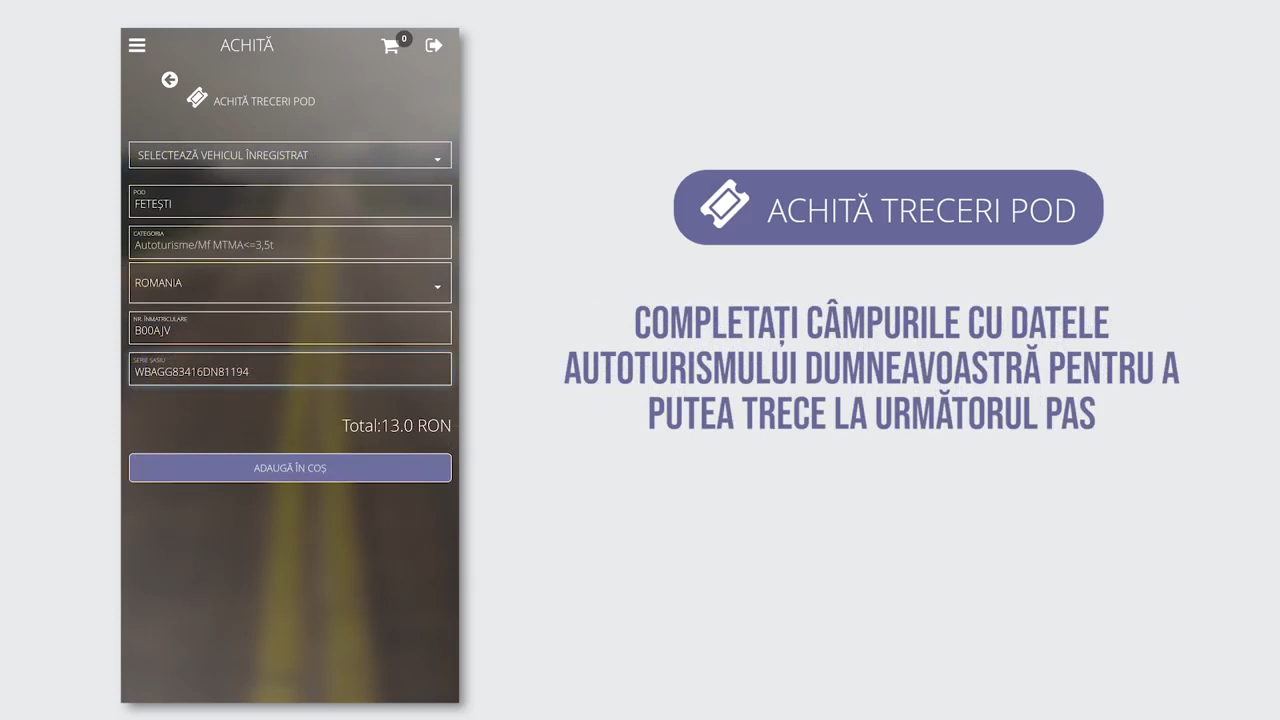 ACHITĂ
0
ACHITĂ TRECERI POD
SELECTEAZĂ VEHICUL ÎNREGISTRAT
POD
FETEȘTI
CATEGORIA
Autoturisme/Mf MTMA<=3,5t
ROMANIA
NR. ÎNMATRICULARE
B00AJV
SERIE ȘASIU
WBAGG83416DN81194
Total:13.0 RON
ADAUGĂ ÎN COȘ
ACHITĂ TRECERI POD
COMPLETAȚI CÂMPURILE CU DATELE
AUTOTURISMULUI DUMNEAVOASTRĂ PENTRU A
PUTEA TRECE LA URMĂTORUL PAS